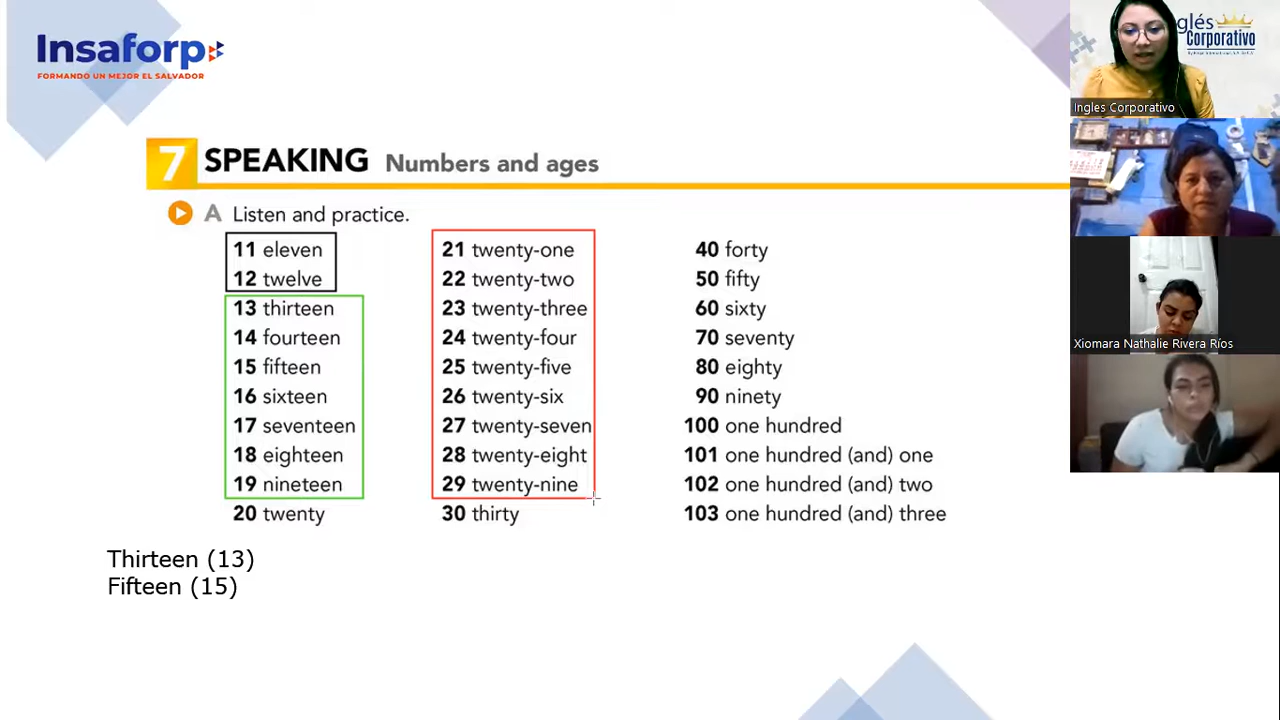 Insaforp
FORMANDO UN MEJOR EL SALVADOR
7 SPEAKING Numbers and ages
A Listen and practice.
11 eleven
12 twelve
13 thirteen
14 fourteen
15 fifteen
16 sixteen
17 seventeen
18 eighteen
19 nineteen
20 twenty
21 twenty-one
22 twenty-two
23 twenty-three
24 twenty-four
25 twenty-five
26 twenty-six
27 twenty-seven
28 twenty-eight
29 twenty-nine
30 thirty
40 forty
50 fifty
60 sixty
70 seventy
80 eighty
90 ninety
100 one hundred
101 one hundred (and) one
102 one hundred (and) two
103 one hundred (and) three
Thirteen (13)
Fifteen (15)
Corporativo
Ingles Corporativo
Xiomara Nathalie Rivera Ríos